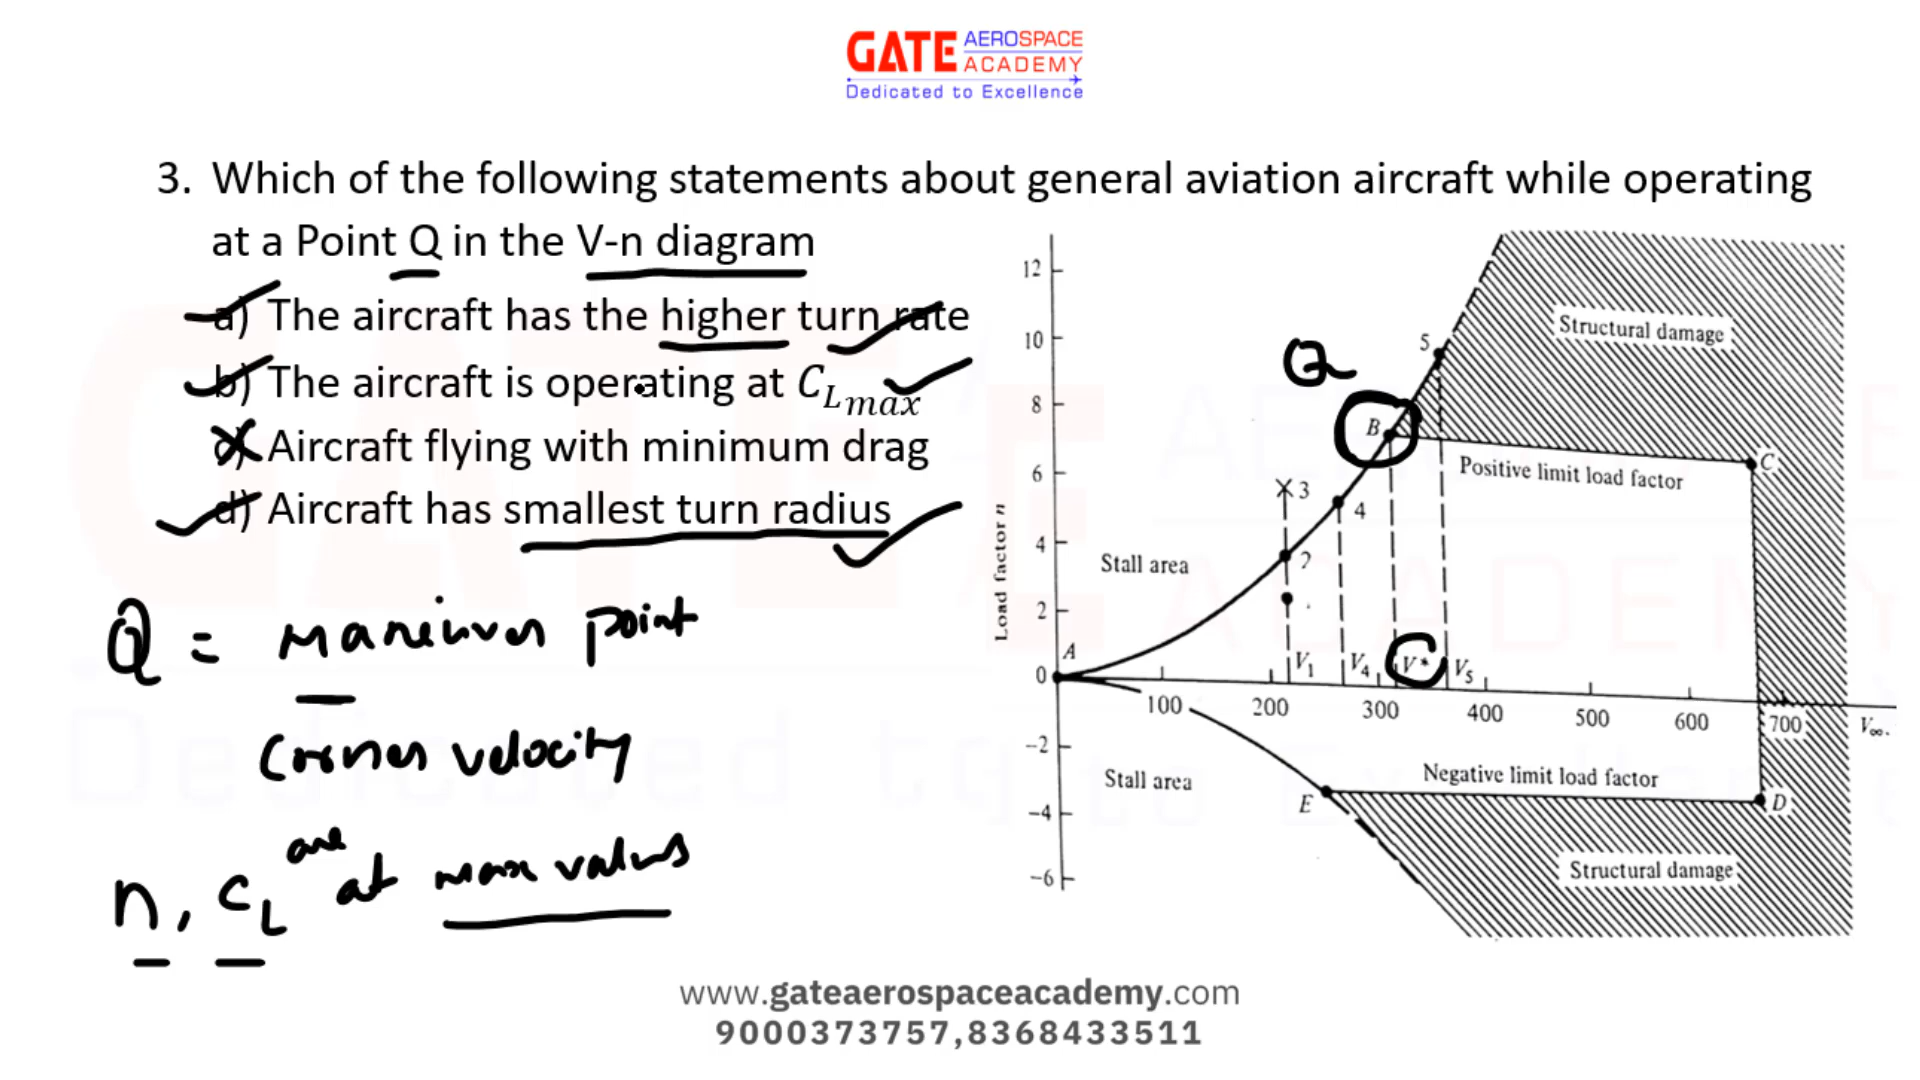 GATE AEROSPACE ACADEMY
Dedicated to Excellence
3. Which of the following statements about general aviation aircraft while operating
at a Point Q in the V-n diagram
a) The aircraft has the higher turn rate
b) The aircraft is operating at C_Lmax
c) Aircraft flying with minimum drag
d) Aircraft has smallest turn radius
Q = Maneuver point
Corner velocity
n, C_L are at max values
Q
Load factor n
12
10
8
6
4
2
0
-2
-4
-6
Structural damage
5
B
C
Positive limit load factor
3
4
2
Stall area
A
V₁
V₄
V*
V₅
100
200
300
400
500
600
700
V∞
Stall area
Negative limit load factor
E
D
Structural damage
www.gateaerospaceacademy.com
9000373757,8368433511